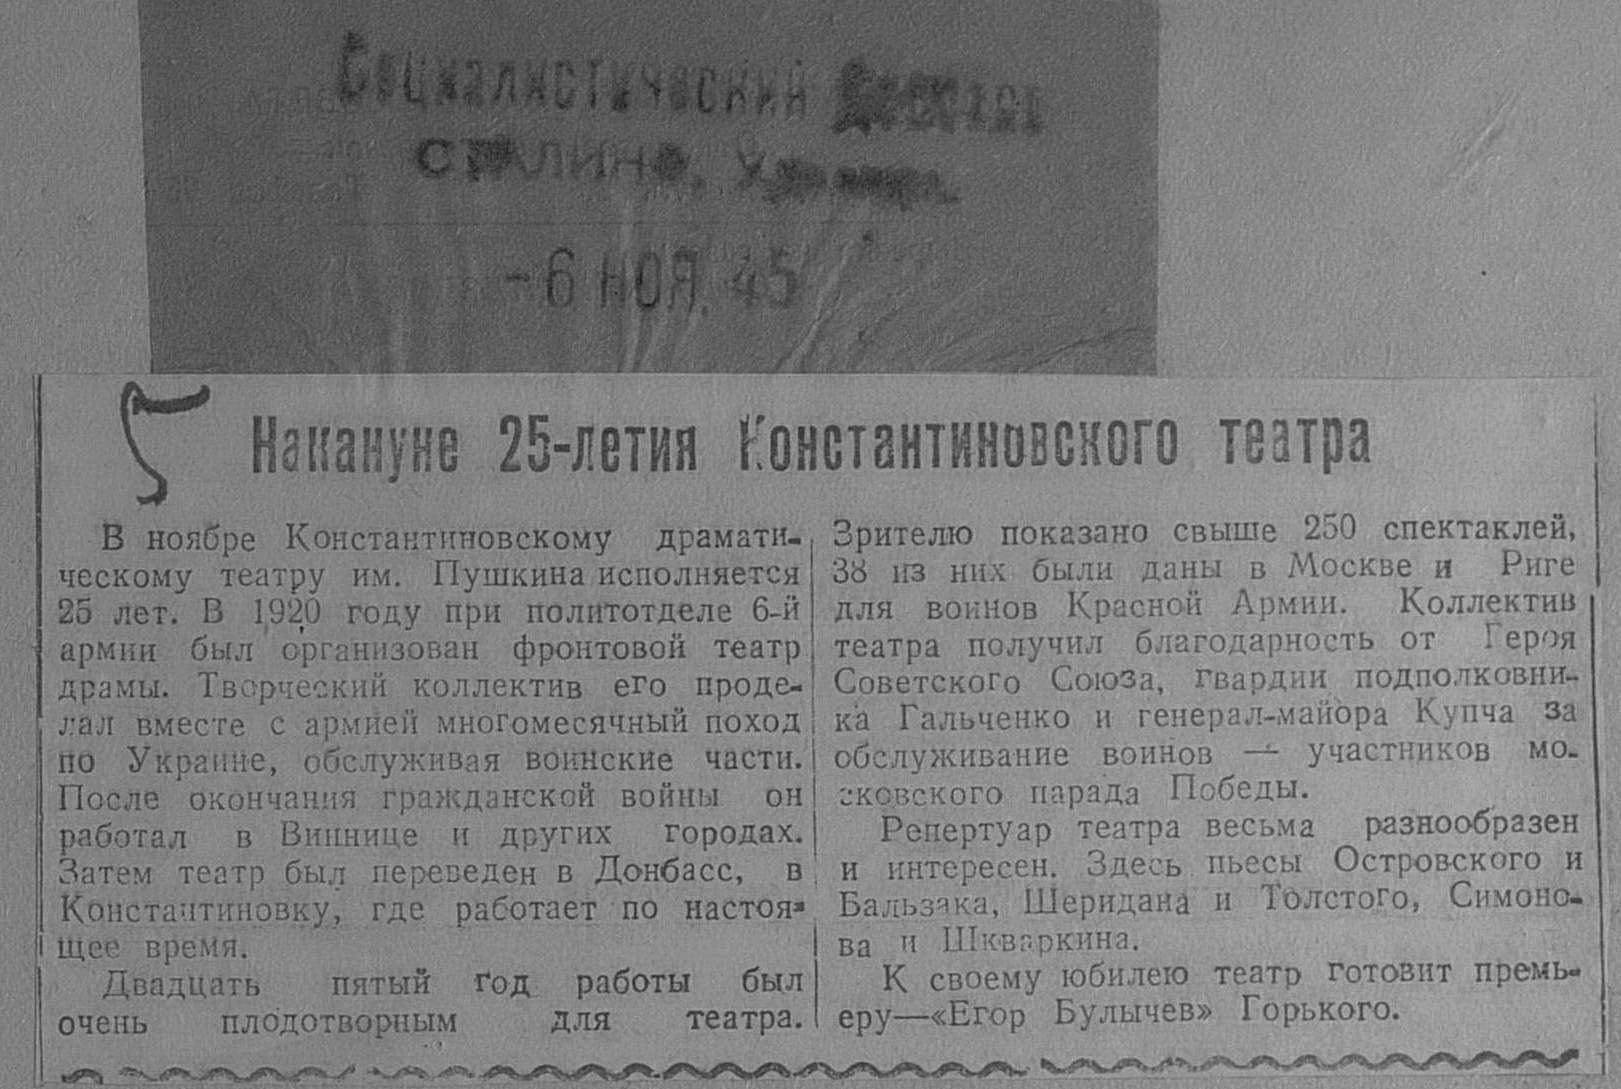 Социалистический
СТАЛИНО,
-6 НОЯ. 45
Накануне 25-летия Константиновского театра
В ноябре Константиновскому драмати-
ческому театру им. Пушкина исполняется
25 лет. В 1920 году при политотделе 6-й
армии был организован фронтовой театр
драмы. Творческий коллектив его проде-
лал вместе с армией многомесячный поход
по Украине, обслуживая воинские части.
После окончания гражданской войны он
работал в Виннице и других городах.
Затем театр был переведен в Донбасс, в
Константиновку, где работает по настоя-
щее время.
Двадцать пятый год работы был
очень плодотворным для театра.
Зрителю показано свыше 250 спектаклей,
38 из них были даны в Москве и Риге
для воинов Красной Армии. Коллектив
театра получил благодарность от Героя
Советского Союза, гвардии подполковни-
ка Гальченко и генерал-майора Купча за
обслуживание воинов — участников мо-
сковского парада Победы.
Репертуар театра весьма разнообразен
и интересен. Здесь пьесы Островского и
Бальзака, Шеридана и Толстого, Симоно-
ва и Шкваркина.
К своему юбилею театр готовит премь-
еру—«Егор Булычев» Горького.